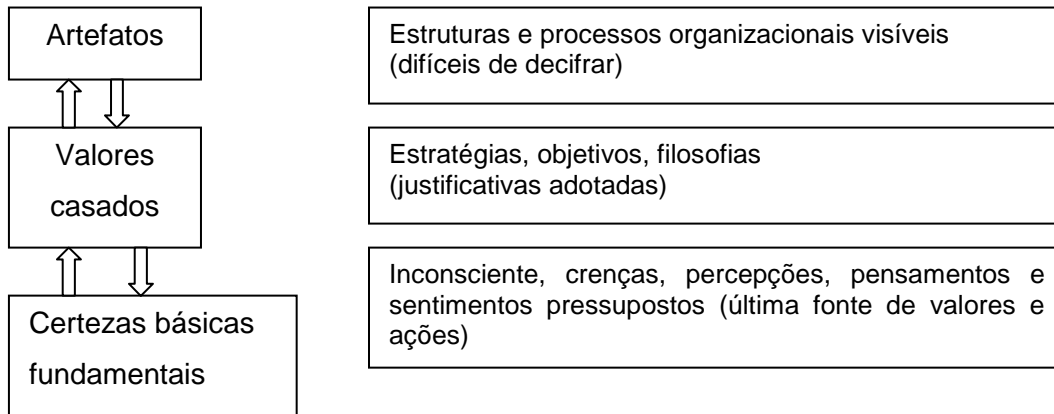 Artefatos
Estruturas e processos organizacionais visíveis
(difíceis de decifrar)
Valores
casados
Estratégias, objetivos, filosofias
(justificativas adotadas)
Certezas básicas
fundamentais
Inconsciente, crenças, percepções, pensamentos e
sentimentos pressupostos (última fonte de valores e
ações)